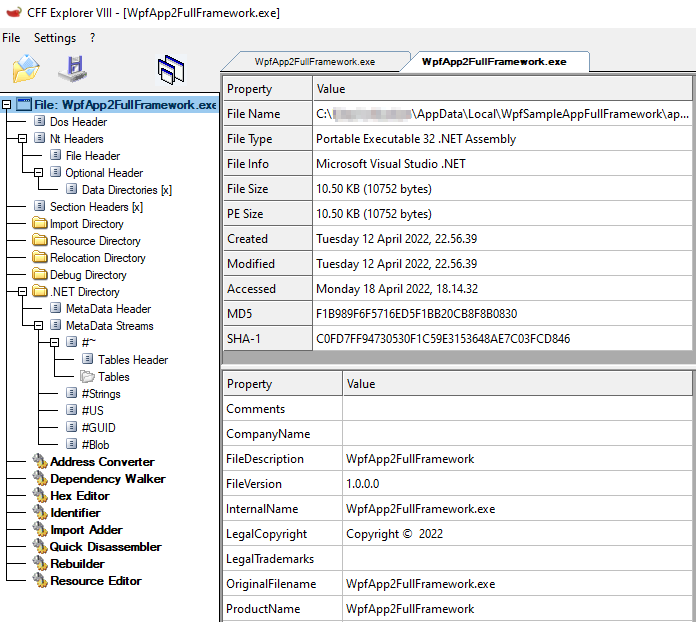 CFF Explorer VIII - [WpfApp2FullFramework.exe]
File Settings ?
WpfApp2FullFramework.exe
WpfApp2FullFramework.exe
File: WpfApp2FullFramework.exe
Dos Header
Nt Headers
File Header
Optional Header
Data Directories [x]
Section Headers [x]
Import Directory
Resource Directory
Relocation Directory
Debug Directory
.NET Directory
MetaData Header
MetaData Streams
#~
Tables Header
Tables
#Strings
#US
#GUID
#Blob
Address Converter
Dependency Walker
Hex Editor
Identifier
Import Adder
Quick Disassembler
Rebuilder
Resource Editor
Property Value
File Name C:\ \AppData\Local\WpfSampleAppFullFramework\ap...
File Type Portable Executable 32 .NET Assembly
File Info Microsoft Visual Studio .NET
File Size 10.50 KB (10752 bytes)
PE Size 10.50 KB (10752 bytes)
Created Tuesday 12 April 2022, 22.56.39
Modified Tuesday 12 April 2022, 22.56.39
Accessed Monday 18 April 2022, 18.14.32
MD5 F1B989F6F5716ED5F1BB20CB8F8B0830
SHA-1 C0FD7FF94730530F1C59E3153648AE7C03FCD846
Property Value
Comments
CompanyName
FileDescription WpfApp2FullFramework
FileVersion 1.0.0.0
InternalName WpfApp2FullFramework.exe
LegalCopyright Copyright © 2022
LegalTrademarks
OriginalFilename WpfApp2FullFramework.exe
ProductName WpfApp2FullFramework